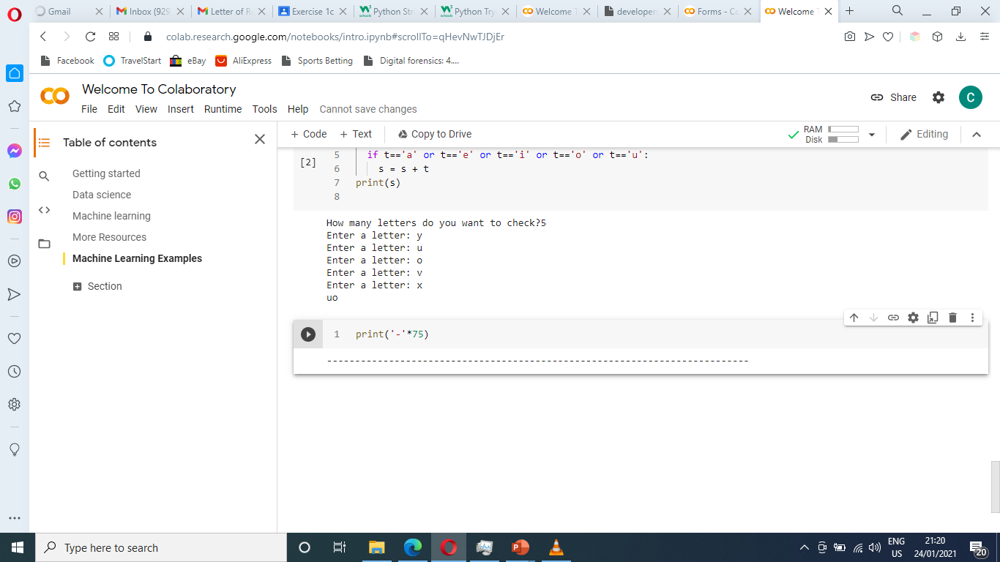 Gmail
Inbox (929
Letter of R
Exercise 1c
Python Str
Python Try
Welcome T
developer
Forms - Co
Welcome T
colab.research.google.com/notebooks/intro.ipynb#scrollTo=qHevNwTJDjEr
Facebook TravelStart eBay AliExpress Sports Betting Digital forensics: 4....
Welcome To Colaboratory
File Edit View Insert Runtime Tools Help Cannot save changes
Share
C
Table of contents
Getting started
Data science
Machine learning
More Resources
Machine Learning Examples
Section
+ Code + Text Copy to Drive
RAM
Disk
Editing
[2]
5 if t=='a' or t=='e' or t=='i' or t=='o' or t=='u':
6 s = s + t
7 print(s)
8
How many letters do you want to check?5
Enter a letter: y
Enter a letter: u
Enter a letter: o
Enter a letter: v
Enter a letter: x
uo
1 print('-'*75)
---------------------------------------------------------------------------
Type here to search
ENG
US
21:20
24/01/2021
20